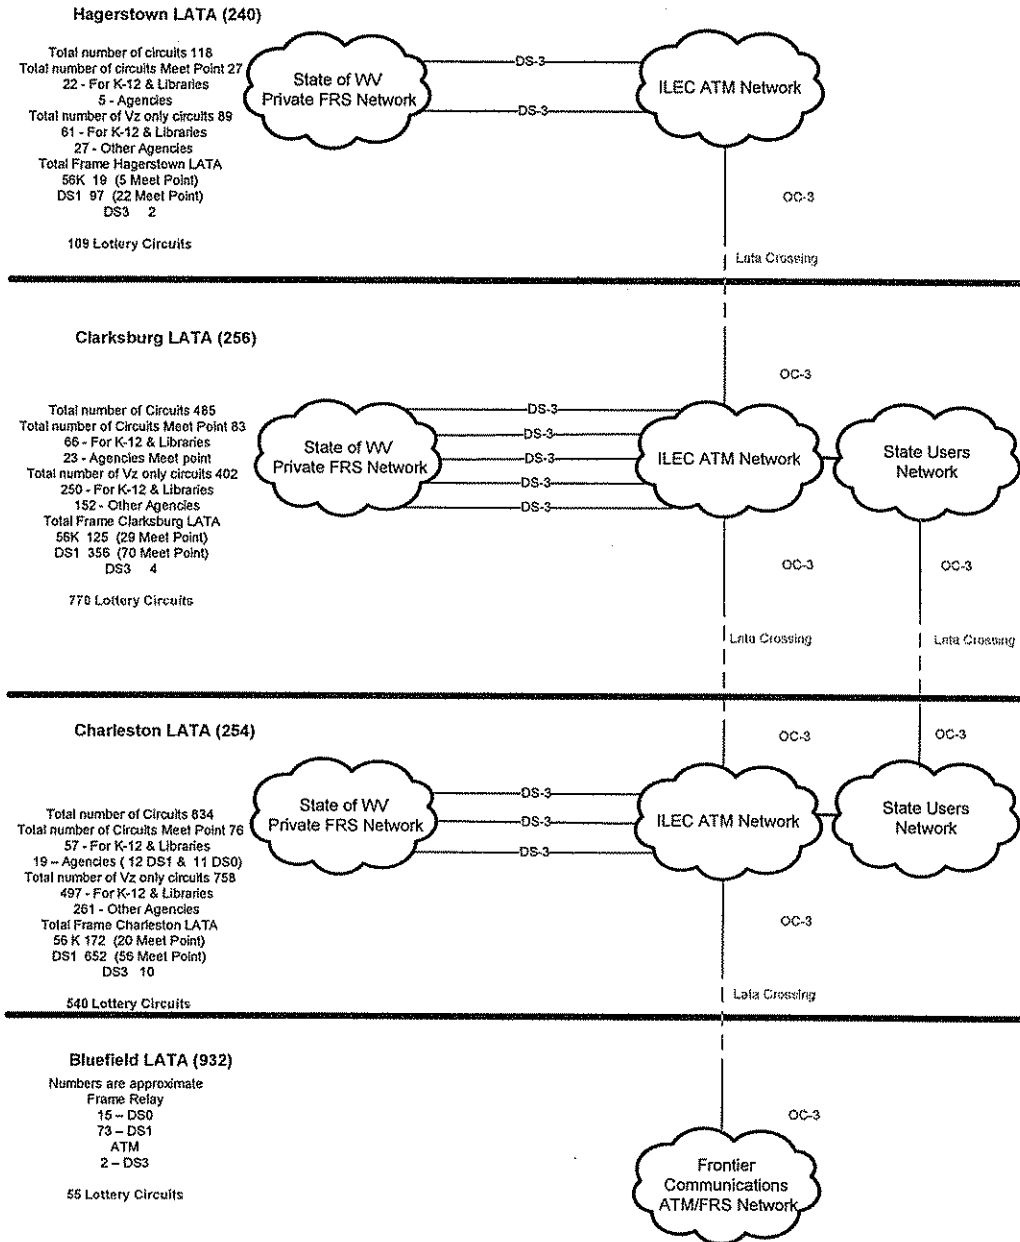 Hagerstown LATA (240)
Total number of circuits 118
Total number of circuits Meet Point 27
22 - For K-12 & Libraries
5 - Agencies
Total number of Vz only circuits 89
61 - For K-12 & Libraries
27 - Other Agencies
Total Frame Hagerstown LATA
56K 19 (5 Meet Point)
DS1 97 (22 Meet Point)
DS3 2
109 Lottery Circuits
State of WV
Private FRS Network
DS-3
DS-3
ILEC ATM Network
OC-3
Lata Crossing
Clarksburg LATA (256)
OC-3
Total number of Circuits 485
Total number of Circuits Meet Point 83
66 - For K-12 & Libraries
23 - Agencies Meet point
Total number of Vz only circuits 402
250 - For K-12 & Libraries
152 - Other Agencies
Total Frame Clarksburg LATA
56K 125 (29 Meet Point)
DS1 356 (70 Meet Point)
DS3 4
770 Lottery Circuits
State of WV
Private FRS Network
DS-3
DS-3
DS-3
DS-3
DS-3
ILEC ATM Network
State Users
Network
OC-3
OC-3
Lata Crossing
Lata Crossing
Charleston LATA (254)
OC-3
OC-3
Total number of Circuits 834
Total number of Circuits Meet Point 76
57 - For K-12 & Libraries
19 – Agencies ( 12 DS1 & 11 DS0)
Total number of Vz only circuits 758
497 - For K-12 & Libraries
261 - Other Agencies
Total Frame Charleston LATA
56 K 172 (20 Meet Point)
DS1 652 (56 Meet Point)
DS3 10
540 Lottery Circuits
State of WV
Private FRS Network
DS-3
DS-3
DS-3
ILEC ATM Network
State Users
Network
OC-3
Lata Crossing
Bluefield LATA (932)
Numbers are approximate
Frame Relay
15 – DS0
73 – DS1
ATM
2 – DS3
55 Lottery Circuits
OC-3
Frontier
Communications
ATM/FRS Network